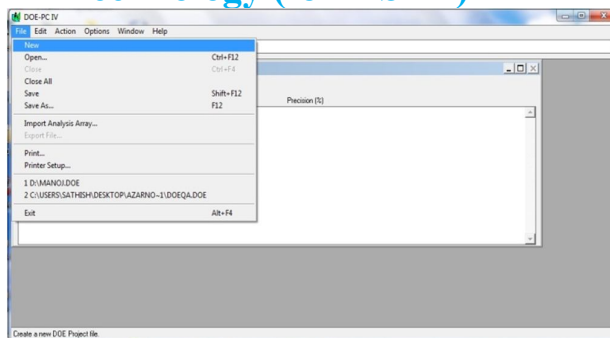 DOE-PC IV
File Edit Action Options Window Help
New
Open... Ctrl+F12
Close Ctrl+F4
Close All
Save Shift+F12
Save As... F12
Precision (%)
Import Analysis Array...
Export File...
Print...
Printer Setup...
1 D:\MANOJ.DOE
2 C:\USERS\SATHISH\DESKTOP\AZARNO~1\DOEQA.DOE
Exit Alt+F4
Create a new DOE Project file.